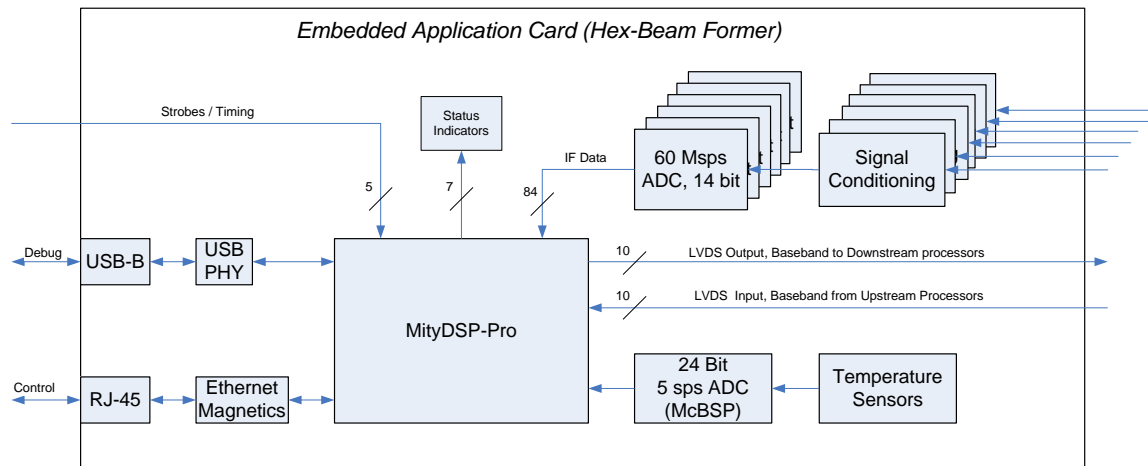 Embedded Application Card (Hex-Beam Former)
Strobes / Timing
Status
Indicators
IF Data
60 Msps
ADC, 14 bit
Signal
Conditioning
5
7
84
Debug
USB-B
USB
PHY
MityDSP-Pro
10
LVDS Output, Baseband to Downstream processors
10
LVDS Input, Baseband from Upstream Processors
Control
RJ-45
Ethernet
Magnetics
24 Bit
5 sps ADC
(McBSP)
Temperature
Sensors